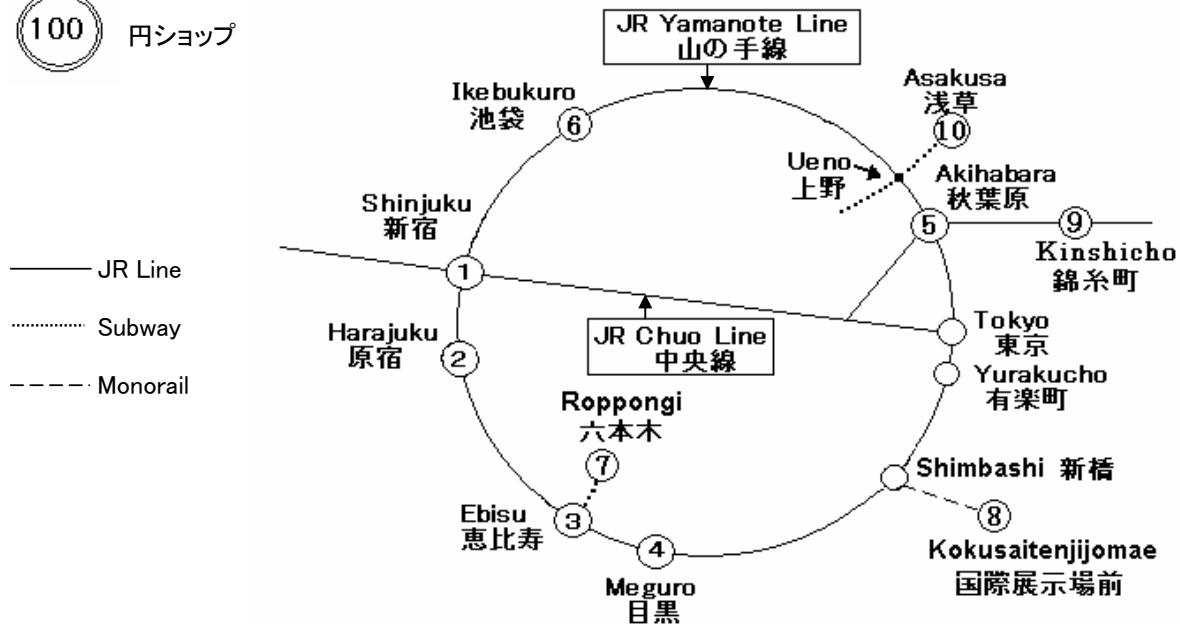 100 円ショップ
JR Yamanote Line
山の手線
Ikebukuro
池袋
6
Asakusa
浅草
10
Ueno
上野
Akihabara
秋葉原
5
9
Kinshicho
錦糸町
Shinjuku
新宿
1
JR Line
Subway
Monorail
Harajuku
原宿
2
JR Chuo Line
中央線
Tokyo
東京
Yurakucho
有楽町
Roppongi
六本木
7
Shimbashi 新橋
Ebisu
恵比寿
3
4
Meguro
目黒
8
Kokusaitenjijomae
国際展示場前